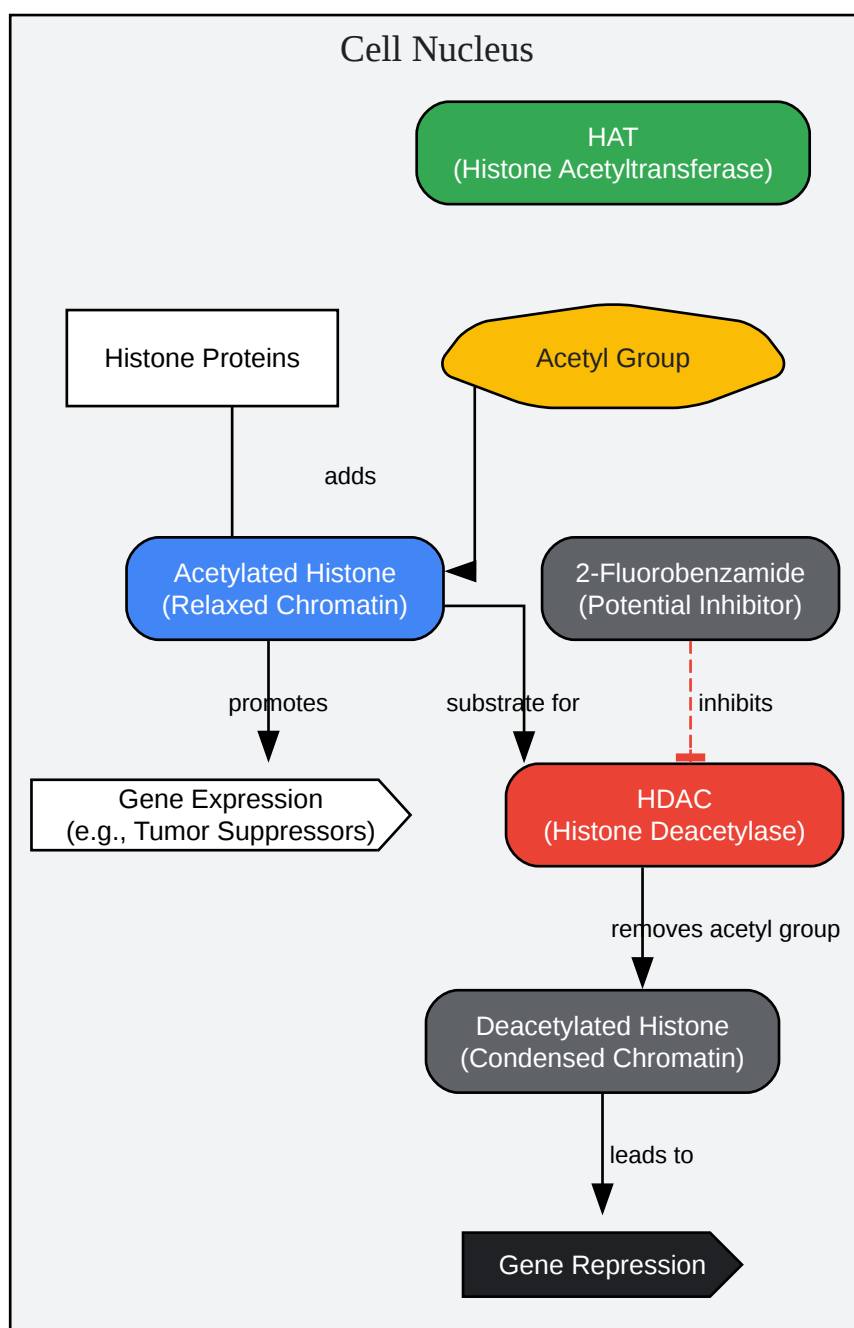 Cell Nucleus
HAT
(Histone Acetyltransferase)
Histone Proteins
Acetyl Group
adds
Acetylated Histone
(Relaxed Chromatin)
2-Fluorobenzamide
(Potential Inhibitor)
promotes
substrate for
inhibits
Gene Expression
(e.g., Tumor Suppressors)
HDAC
(Histone Deacetylase)
removes acetyl group
Deacetylated Histone
(Condensed Chromatin)
leads to
Gene Repression